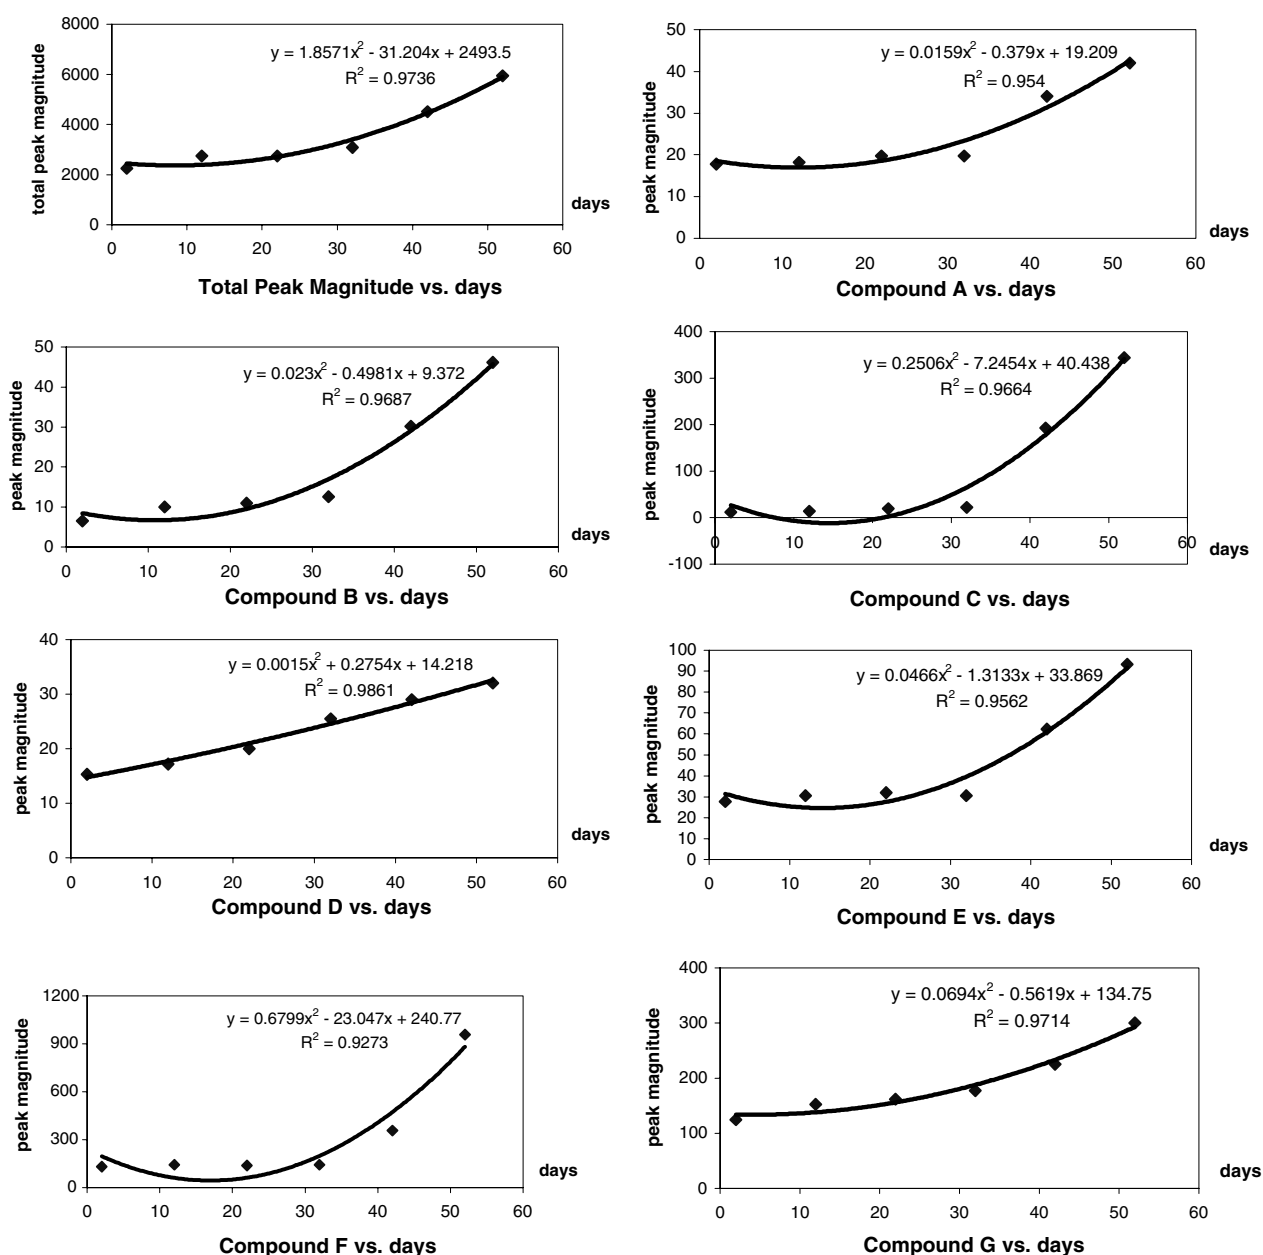 8000
6000
4000
2000
0
total peak magnitude
y = 1.8571x² - 31.204x + 2493.5
R² = 0.9736
days
0 10 20 30 40 50 60
Total Peak Magnitude vs. days
50
40
30
20
10
0
peak magnitude
y = 0.0159x² - 0.379x + 19.209
R² = 0.954
days
0 10 20 30 40 50 60
Compound A vs. days
50
40
30
20
10
0
peak magnitude
y = 0.023x² - 0.4981x + 9.372
R² = 0.9687
days
0 10 20 30 40 50 60
Compound B vs. days
400
300
200
100
0
-100
peak magnitude
y = 0.2506x² - 7.2454x + 40.438
R² = 0.9664
0 10 20 30 40 50 60
days
Compound C vs. days
40
30
20
10
0
peak magnitude
y = 0.0015x² + 0.2754x + 14.218
R² = 0.9861
days
0 10 20 30 40 50 60
Compound D vs. days
100
90
80
70
60
50
40
30
20
10
0
peak magnitude
y = 0.0466x² - 1.3133x + 33.869
R² = 0.9562
days
0 10 20 30 40 50 60
Compound E vs. days
1200
900
600
300
0
peak magnitude
y = 0.6799x² - 23.047x + 240.77
R² = 0.9273
days
0 10 20 30 40 50 60
Compound F vs. days
400
300
200
100
0
peak magnitude
y = 0.0694x² - 0.5619x + 134.75
R² = 0.9714
days
0 10 20 30 40 50 60
Compound G vs. days